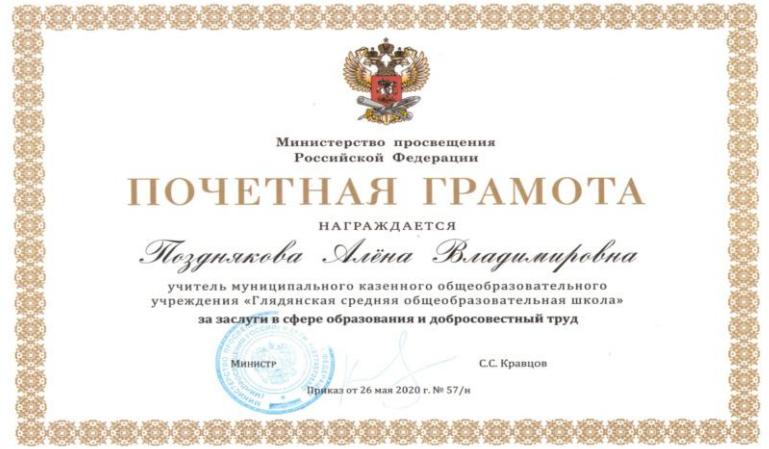 Министерство просвещения
Российской Федерации
ПОЧЕТНАЯ ГРАМОТА
НАГРАЖДАЕТСЯ
Позднякова Алёна Владимировна
учитель муниципального казенного общеобразовательного
учреждения «Глядянская средняя общеобразовательная школа»
за заслуги в сфере образования и добросовестный труд
Министр С.С. Кравцов
Приказ от 26 мая 2020 г. № 57/н